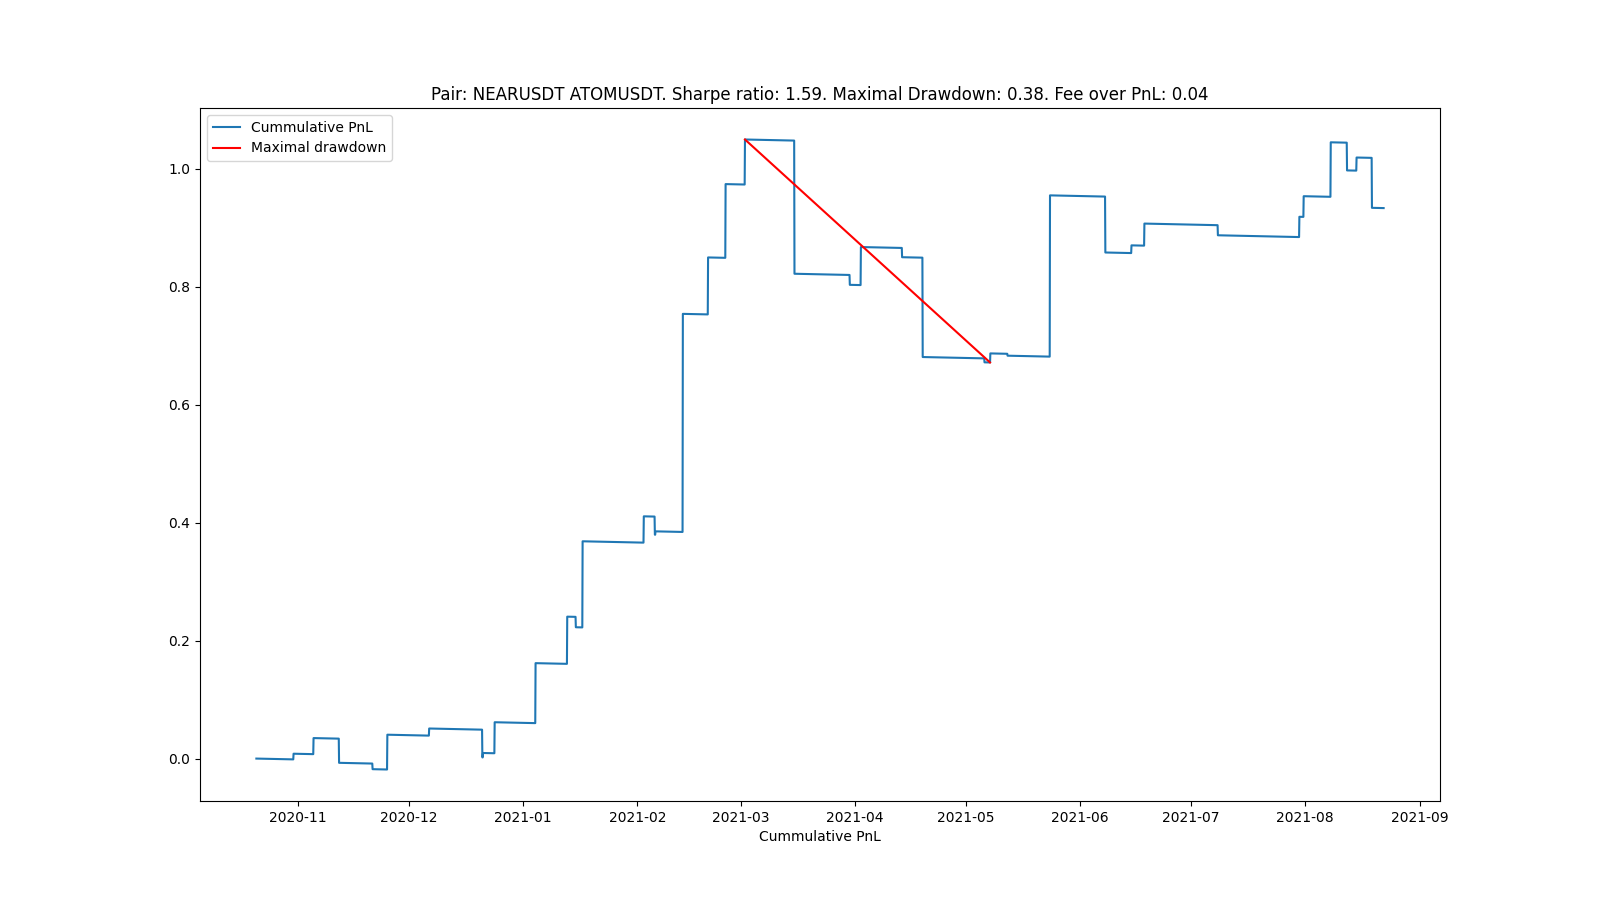 Pair: NEARUSDT ATOMUSDT. Sharpe ratio: 1.59. Maximal Drawdown: 0.38. Fee over PnL: 0.04
Cummulative PnL
Maximal drawdown
1.0
0.8
0.6
0.4
0.2
0.0
2020-11 2020-12 2021-01 2021-02 2021-03 2021-04 2021-05 2021-06 2021-07 2021-08 2021-09
Cummulative PnL